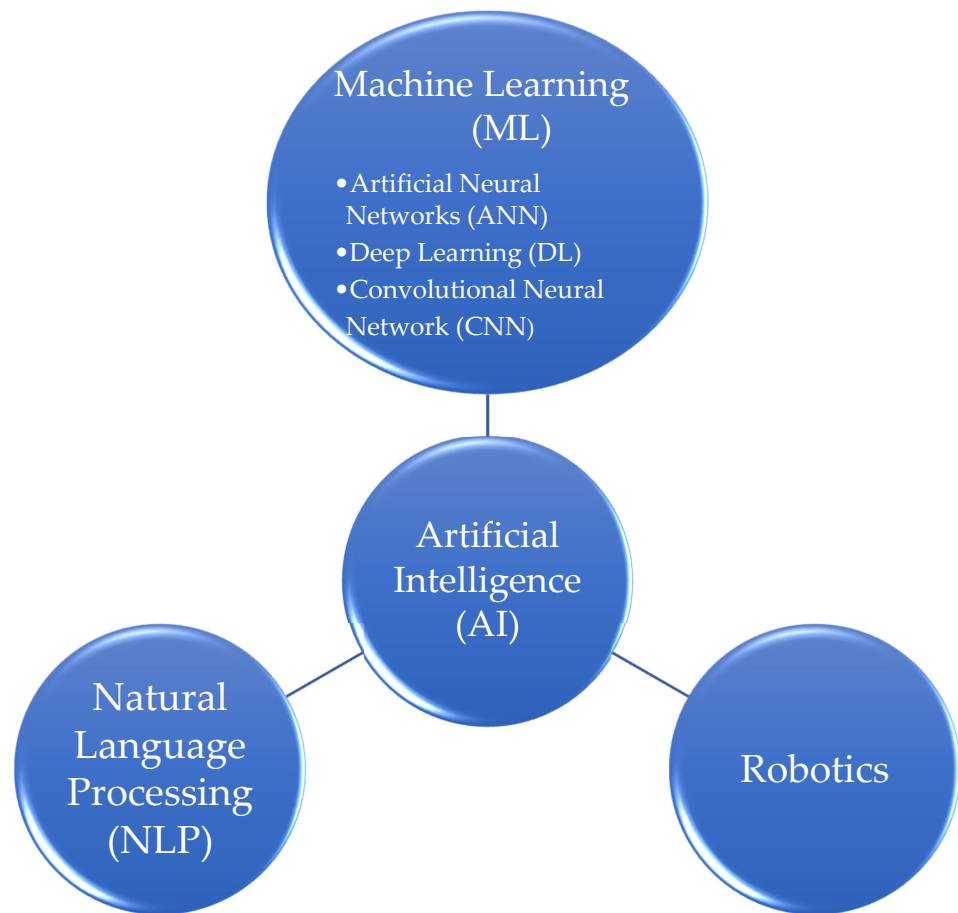 Machine Learning
(ML)
•Artificial Neural
Networks (ANN)
•Deep Learning (DL)
•Convolutional Neural
Network (CNN)
Artificial
Intelligence
(AI)
Natural
Language
Processing
(NLP)
Robotics